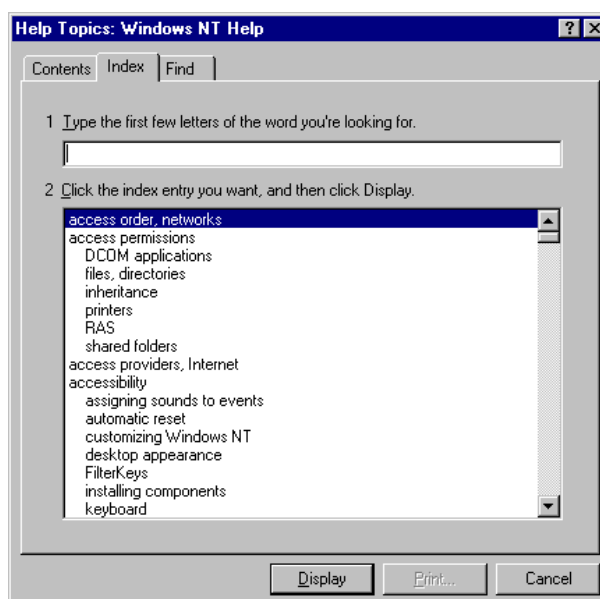 Help Topics: Windows NT Help
Contents Index Find
1 Type the first few letters of the word you're looking for.
2 Click the index entry you want, and then click Display.
access order, networks
access permissions
DCOM applications
files, directories
inheritance
printers
RAS
shared folders
access providers, Internet
accessibility
assigning sounds to events
automatic reset
customizing Windows NT
desktop appearance
FilterKeys
installing components
keyboard
Display Print... Cancel